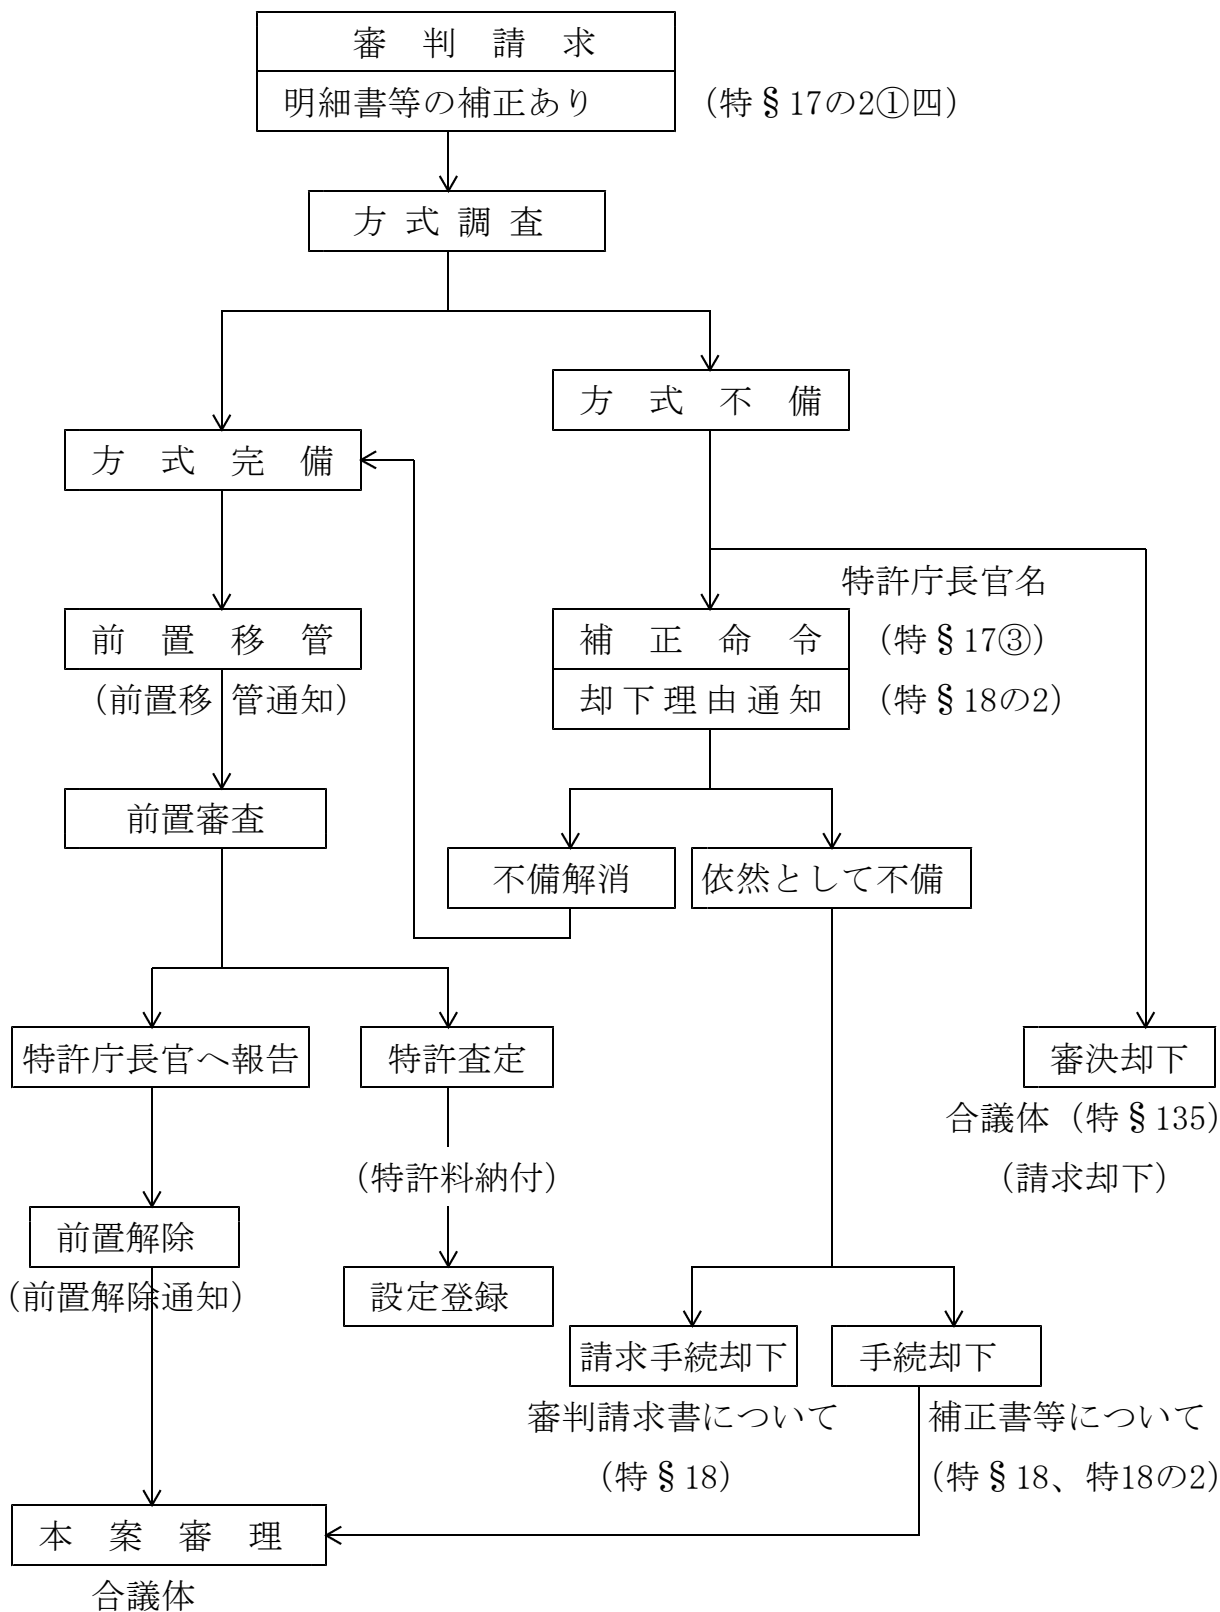 審判請求
明細書等の補正あり
(特§17の2①四)
方式調査
方式不備
方式完備
特許庁長官名
前置移管
補正命令
(特§17③)
(前置移管通知)
却下理由通知
(特§18の2)
前置審査
不備解消
依然として不備
特許庁長官へ報告
特許査定
審決却下
合議体(特§135)
(特許料納付)
(請求却下)
前置解除
(前置解除通知)
設定登録
請求手続却下
手続却下
審判請求書について
補正書等について
(特§18)
(特§18、特18の2)
本案審理
合議体